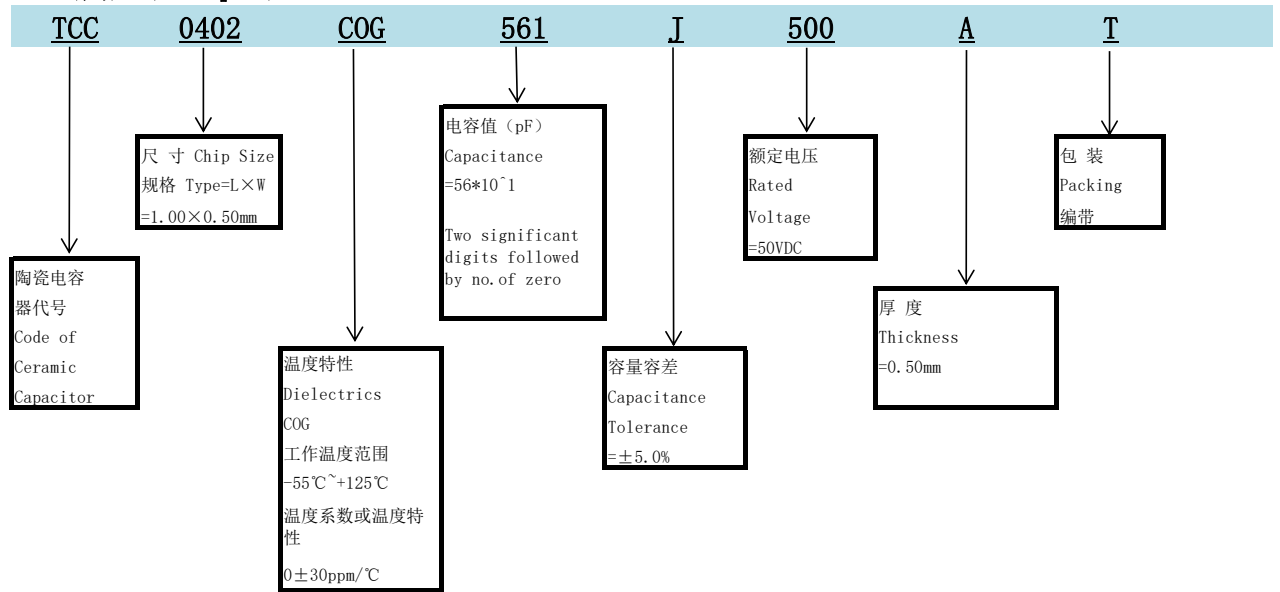 TCC 0402 COG 561 J 500 A T
陶瓷电容
器代号
Code of
Ceramic
Capacitor
尺 寸 Chip Size
规格 Type=L×W
=1.00×0.50mm
温度特性
Dielectrics
COG
工作温度范围
-55℃~+125℃
温度系数或温度特
性
0±30ppm/℃
电容值（pF）
Capacitance
=56*10^1
Two significant
digits followed
by no.of zero
容量容差
Capacitance
Tolerance
=±5.0%
额定电压
Rated
Voltage
=50VDC
厚 度
Thickness
=0.50mm
包 装
Packing
编带